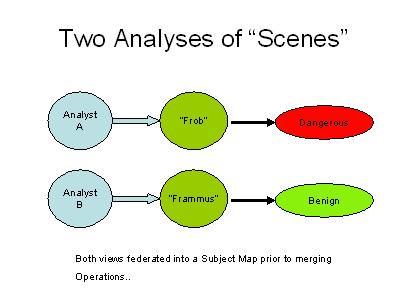 Two Analyses of “Scenes”
Analyst
A
"Frob"
Dangerous
Analyst
B
"Frammus"
Benign
Both views federated into a Subject Map prior to merging
Operations..